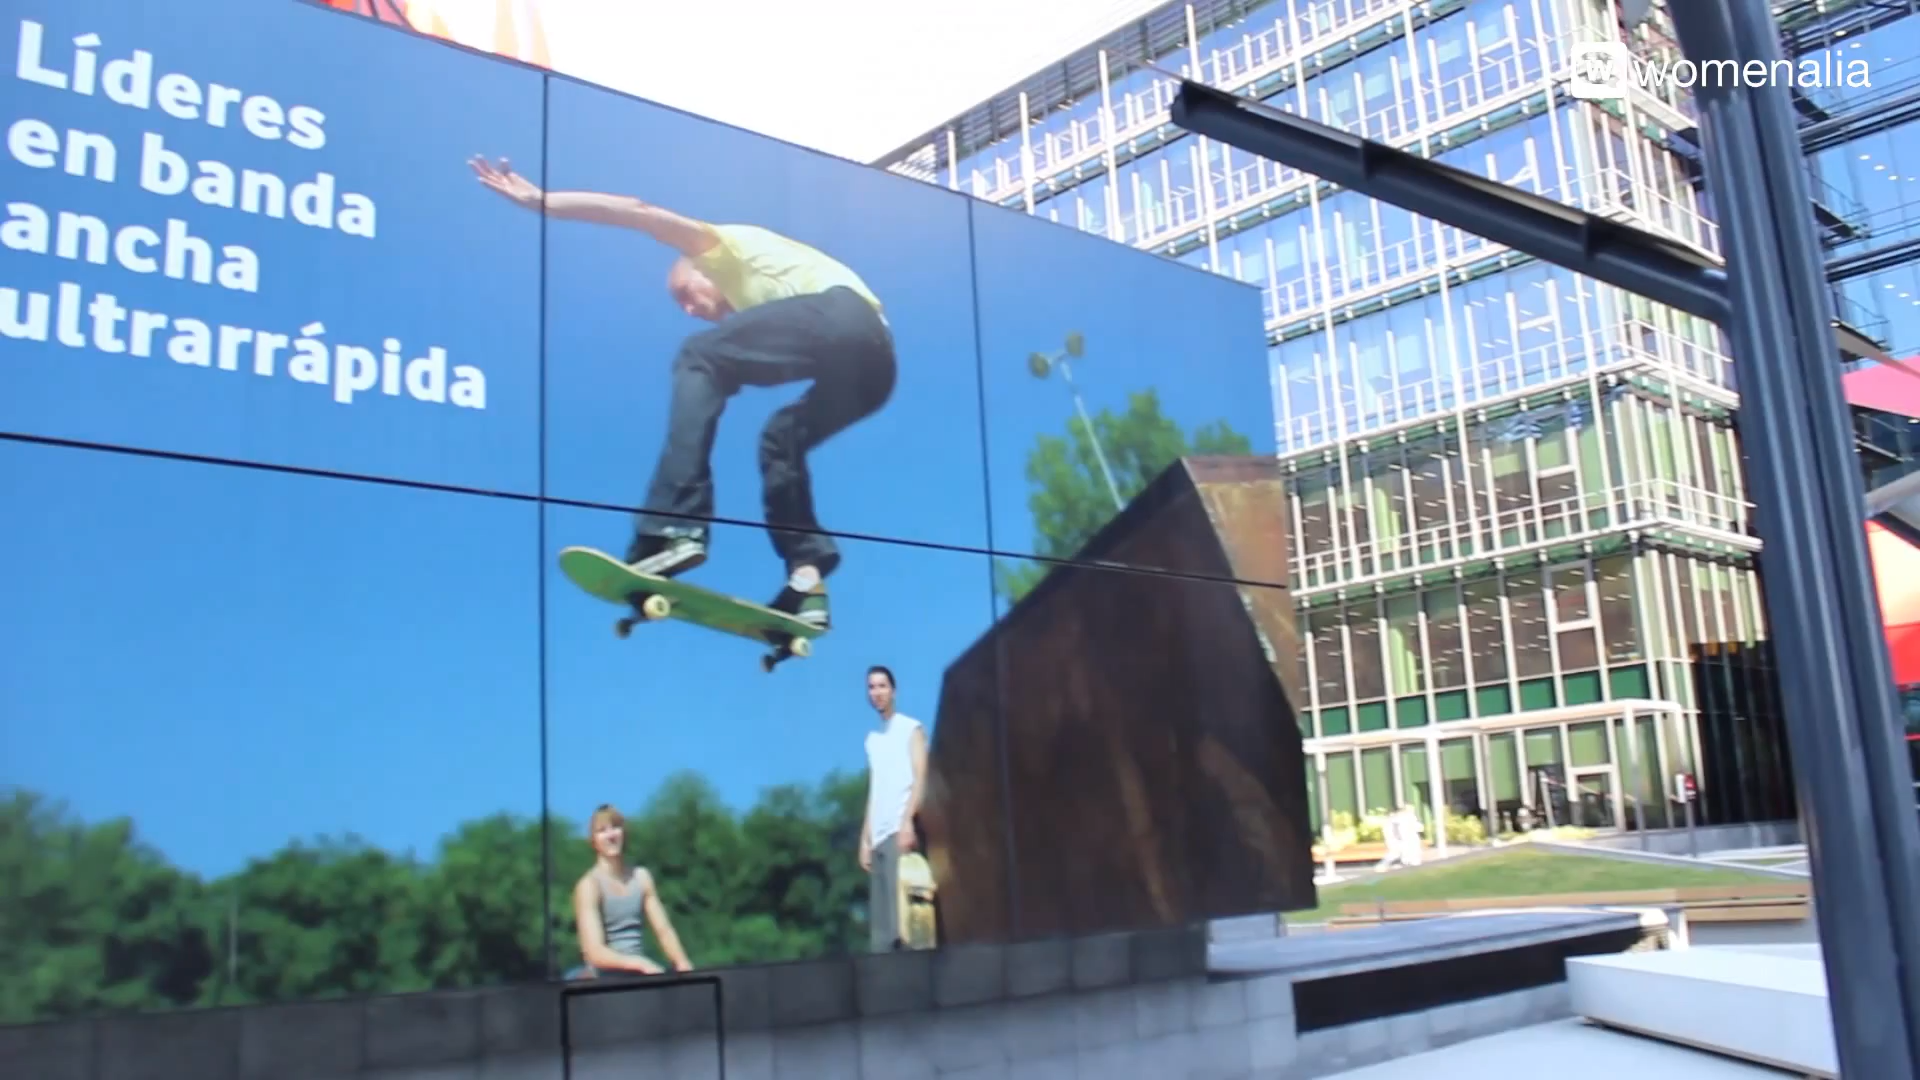 Líderes
en banda
ancha
ultrarrápida
w womenalia